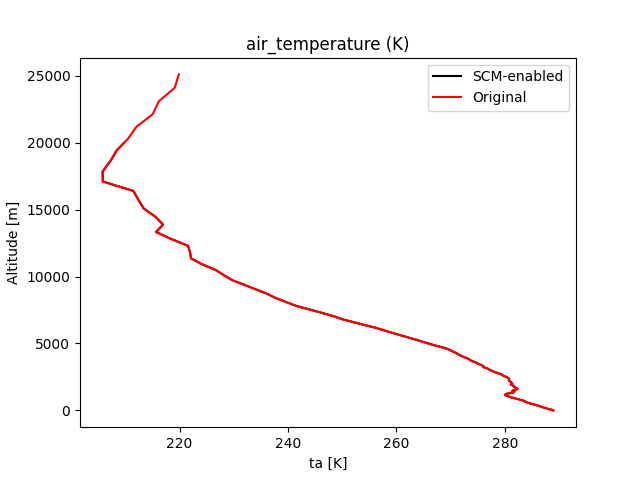 air_temperature (K)
SCM-enabled
Original
Altitude [m]
25000
20000
15000
10000
5000
0
220
240
260
280
ta [K]